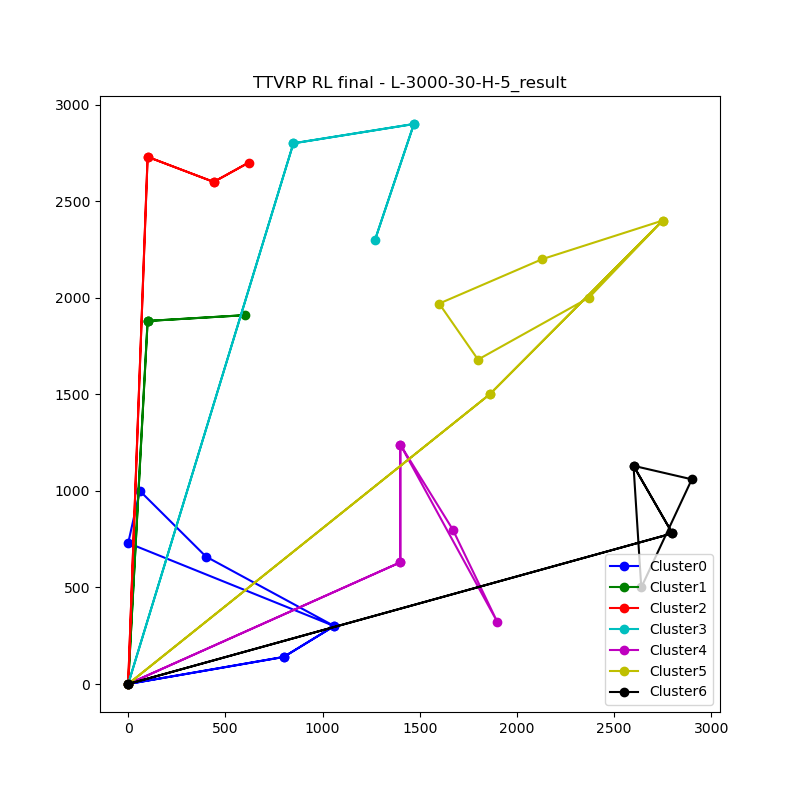 TTVRP RL final - L-3000-30-H-5_result
3000
2500
2000
1500
1000
500
0
Cluster0
Cluster1
Cluster2
Cluster3
Cluster4
Cluster5
Cluster6
0 500 1000 1500 2000 2500 3000